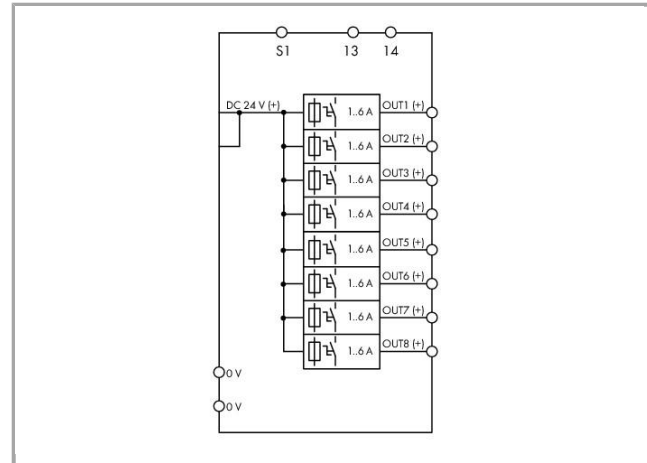 S1 13 14
DC 24 V (+)
1..6 A OUT1 (+)
1..6 A OUT2 (+)
1..6 A OUT3 (+)
1..6 A OUT4 (+)
1..6 A OUT5 (+)
1..6 A OUT6 (+)
1..6 A OUT7 (+)
1..6 A OUT8 (+)
0 V
0 V